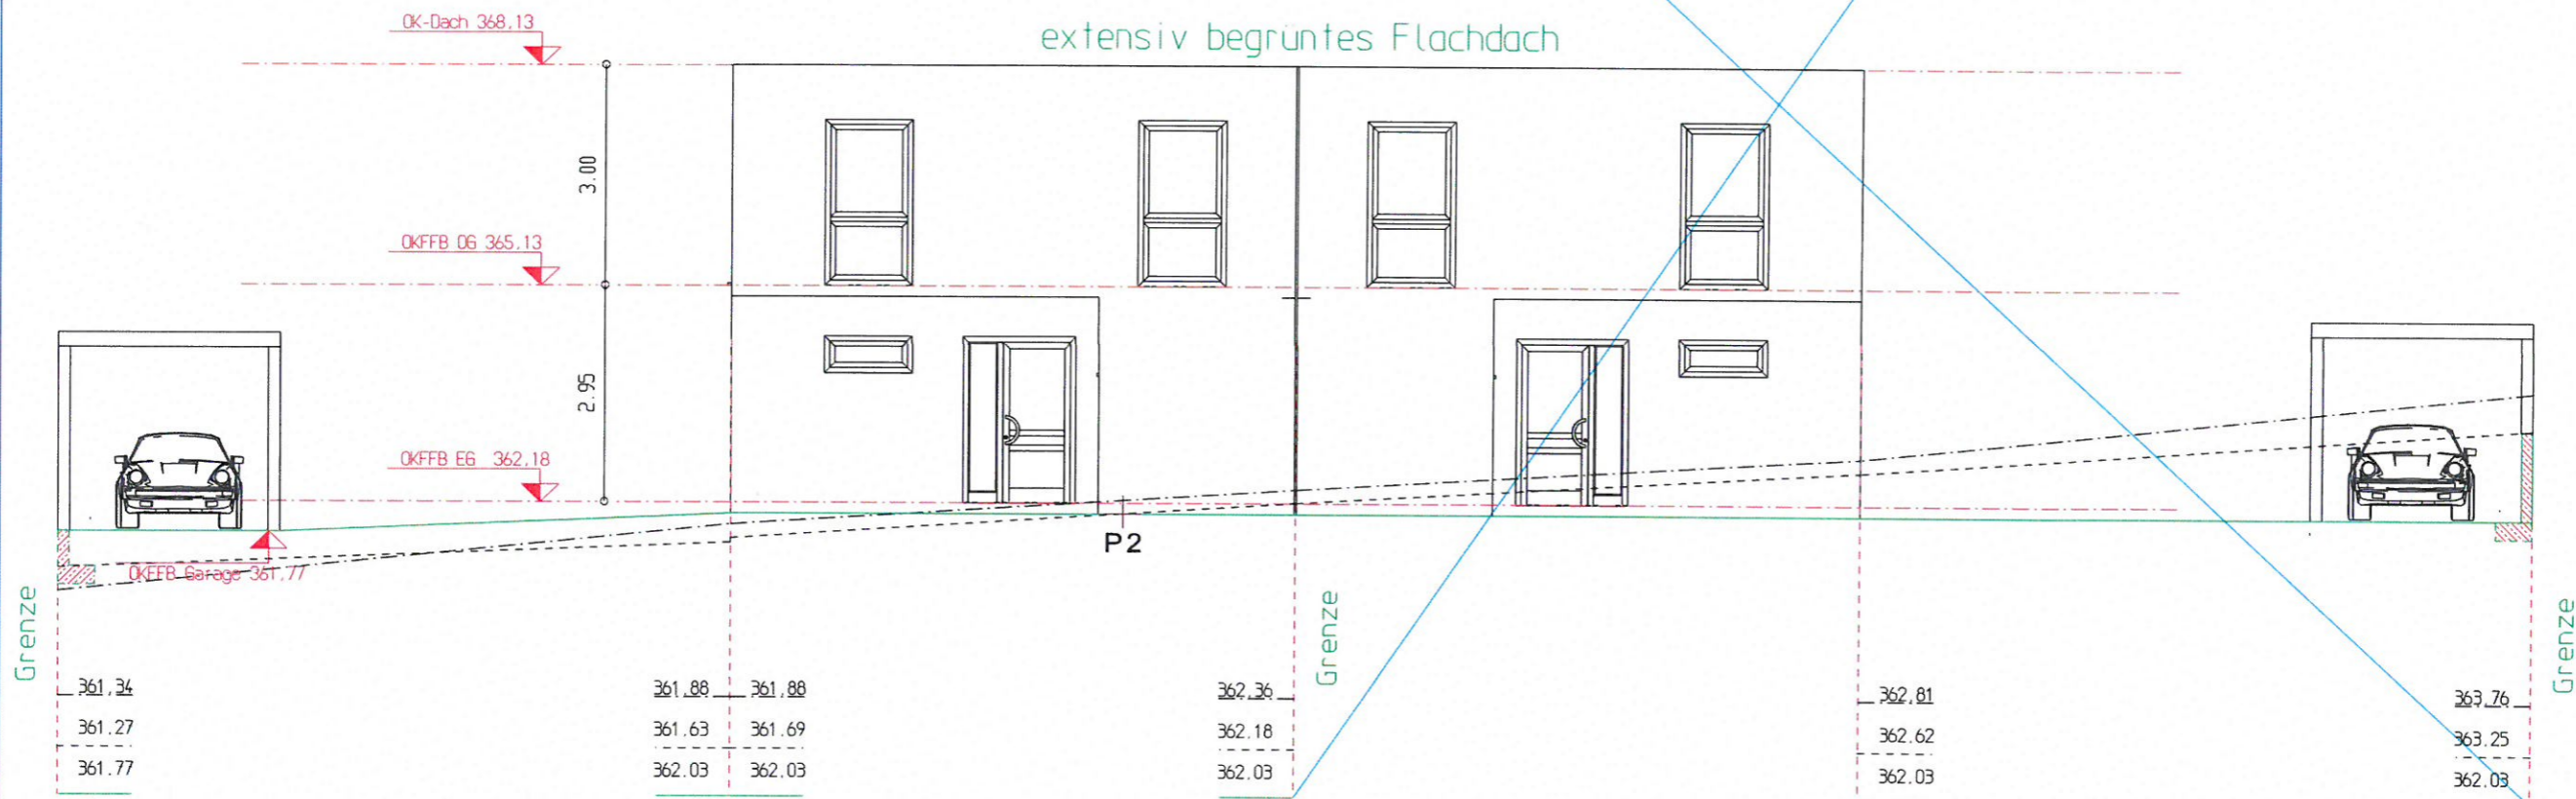 OK-Dach 368.13
extensiv begrüntes Flachdach
3.00
OKFFB OG 365.13
2.95
OKFFB EG 362.18
P2
OKFFB Garage 361.77
Grenze
Grenze
Grenze
361.34 361.88 361.88 362.36 362.81 363.76
361.27 361.63 361.69 362.18 362.62 363.25
361.77 362.03 362.03 362.03 362.03 362.03